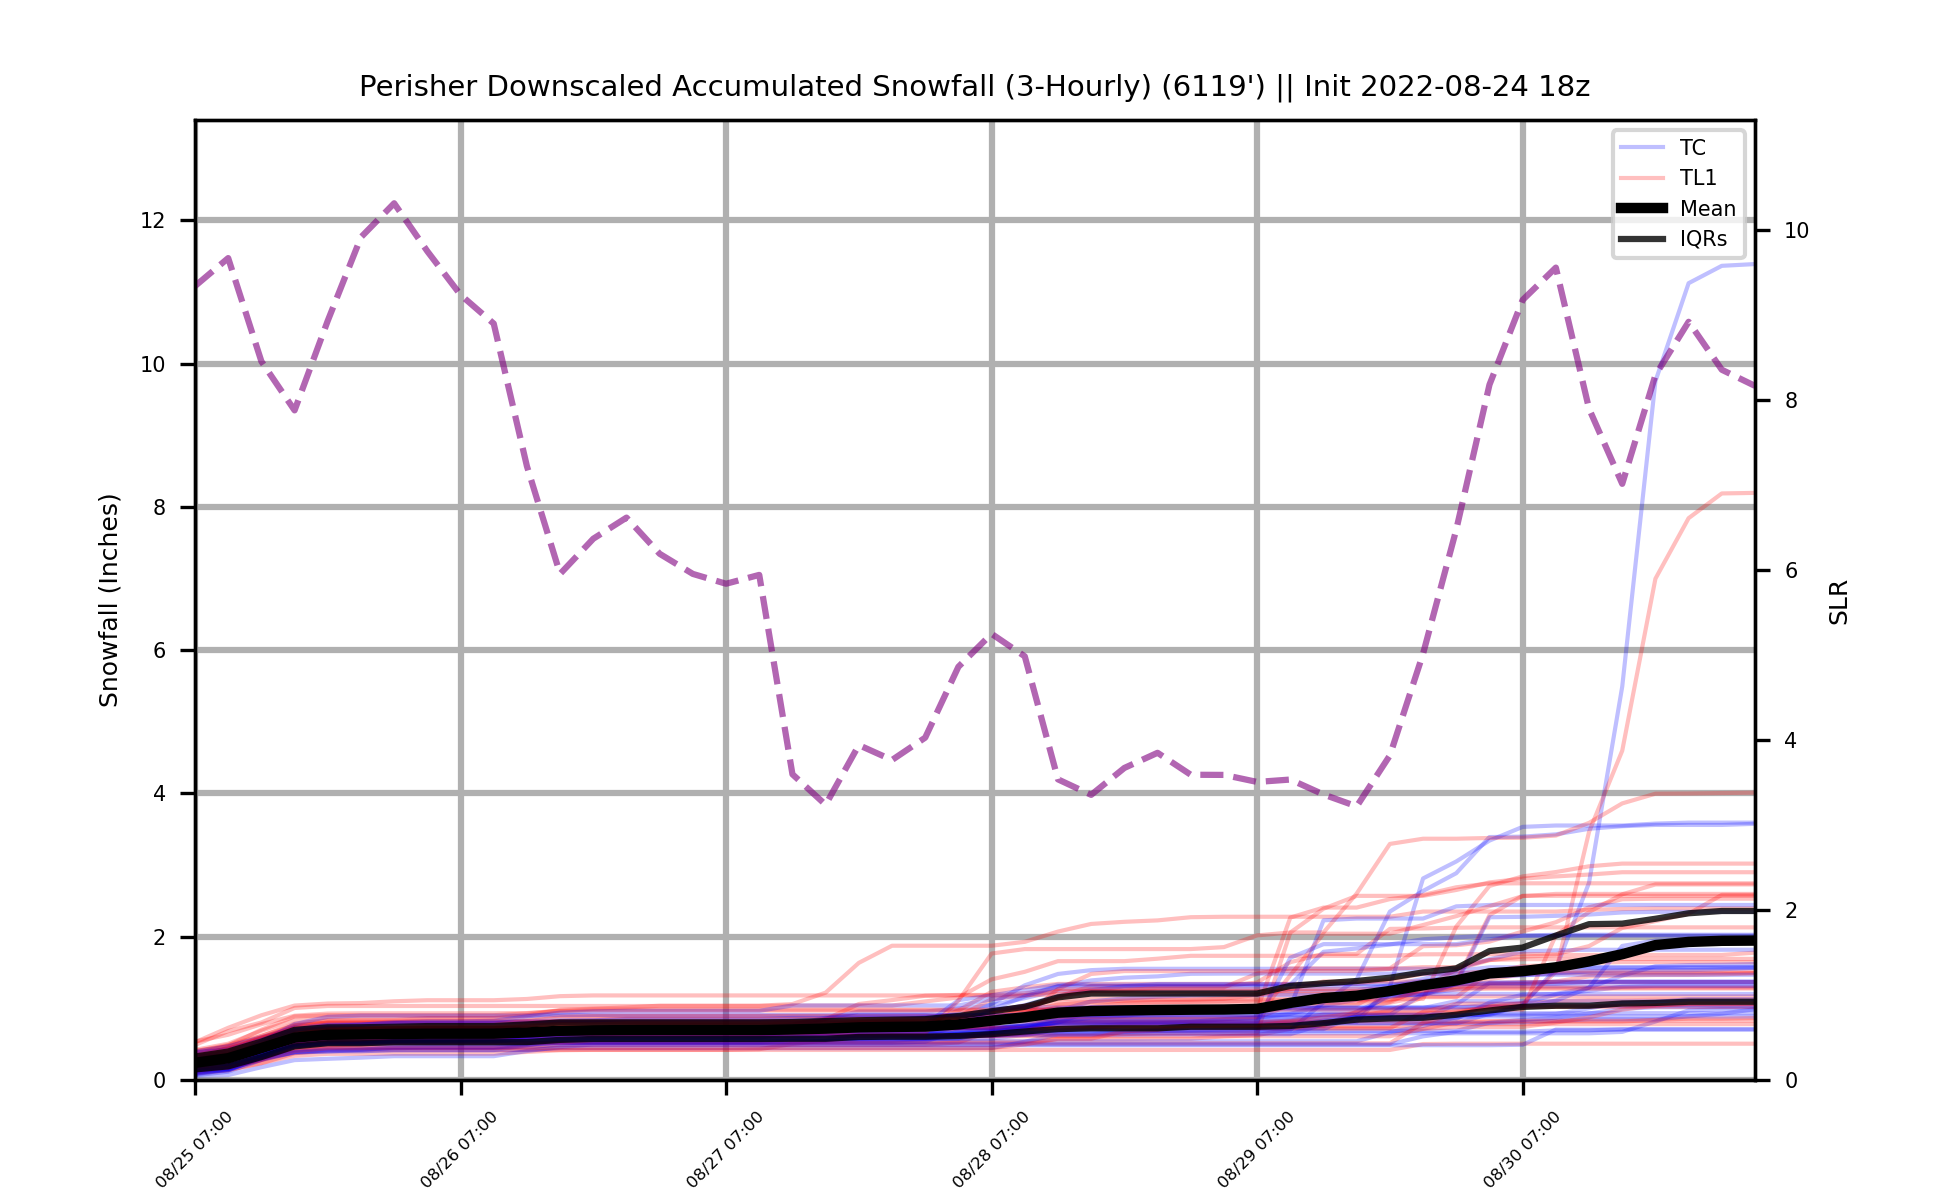 Perisher Downscaled Accumulated Snowfall (3-Hourly) (6119') || Init 2022-08-24 18z
TC
TL1
Mean
IQRs
Snowfall (Inches)
12
10
8
6
4
2
0
10
8
6
4
2
0
SLR
08/25 07:00
08/26 07:00
08/27 07:00
08/28 07:00
08/29 07:00
08/30 07:00